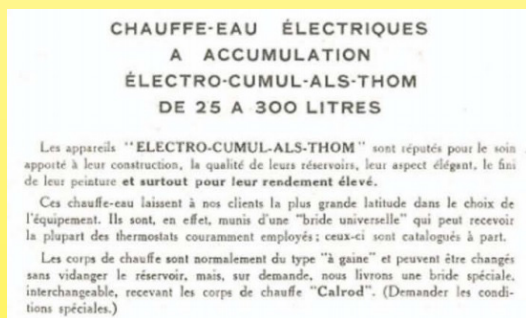 CHAUFFE-EAU ÉLECTRIQUES
A ACCUMULATION
ÉLECTRO-CUMUL-ALS-THOM
DE 25 A 300 LITRES
Les appareils "ELECTRO-CUMUL-ALS-THOM" sont réputés pour le soin
apporté à leur construction, la qualité de leurs réservoirs, leur aspect élégant, le fini
de leur peinture et surtout pour leur rendement élevé.
Ces chauffe-eau laissent à nos clients la plus grande latitude dans le choix de
l'équipement. Ils sont, en effet, munis d'une "bride universelle" qui peut recevoir
la plupart des thermostats couramment employés ; ceux-ci sont catalogués à part.
Les corps de chauffe sont normalement du type "à gaine" et peuvent être changés
sans vidanger le réservoir, mais, sur demande, nous livrons une bride spéciale,
interchangeable, recevant les corps de chauffe "Calrod". (Demander les condi-
tions spéciales.)